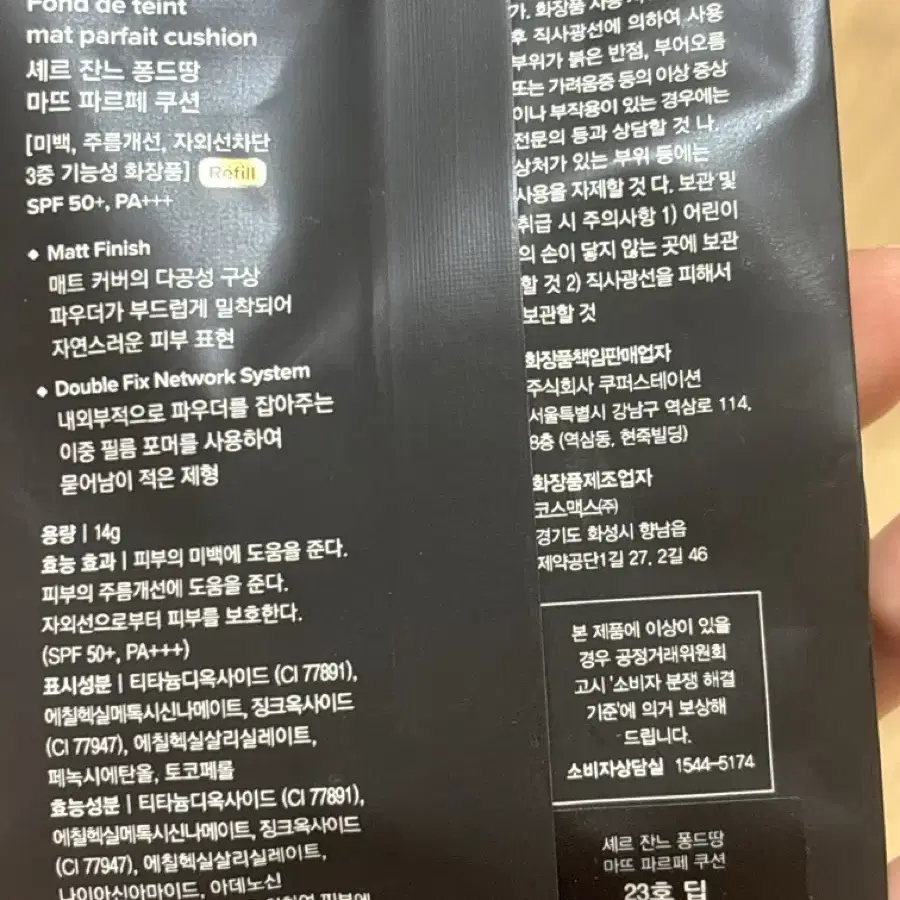 Fond de teint
mat parfait cushion
셰르 잔느 퐁드땅
마뜨 파르페 쿠션
[미백, 주름개선, 자외선차단
3중 기능성 화장품] Refill
SPF 50+, PA+++
◆ Matt Finish
매트 커버의 다공성 구상
파우더가 부드럽게 밀착되어
자연스러운 피부 표현
◆ Double Fix Network System
내외부적으로 파우더를 잡아주는
이중 필름 포머를 사용하여
묻어남이 적은 제형
용량 | 14g
효능 효과 | 피부의 미백에 도움을 준다.
피부의 주름개선에 도움을 준다.
자외선으로부터 피부를 보호한다.
(SPF 50+, PA+++)
표시성분 | 티타늄디옥사이드 (CI 77891),
에칠헥실메톡시신나메이트, 징크옥사이드
(CI 77947), 에칠헥실살리실레이트,
페녹시에탄올, 토코페롤
효능성분 | 티타늄디옥사이드 (CI 77891),
에칠헥실메톡시신나메이트, 징크옥사이드
(CI 77947), 에칠헥실살리실레이트,
나이아신아마이드, 아데노신
피부에
가. 화장품 사용
후 직사광선에 의하여 사용
부위가 붉은 반점, 부어오름
또는 가려움증 등의 이상 증상
이나 부작용이 있는 경우에는
전문의 등과 상담할 것 나.
상처가 있는 부위 등에는
사용을 자제할 것 다. 보관 및
취급 시 주의사항 1) 어린이
의 손이 닿지 않는 곳에 보관
할 것 2) 직사광선을 피해서
보관할 것
화장품책임판매업자
주식회사 쿠퍼스테이션
서울특별시 강남구 역삼로 114,
8층 (역삼동, 현죽빌딩)
화장품제조업자
코스맥스(주)
경기도 화성시 향남읍
제약공단1길 27, 2길 46
본 제품에 이상이 있을
경우 공정거래위원회
고시 '소비자 분쟁 해결
기준'에 의거 보상해
드립니다.
소비자상담실 1544-5174
셰르 잔느 퐁드땅
마뜨 파르페 쿠션
23호 딥